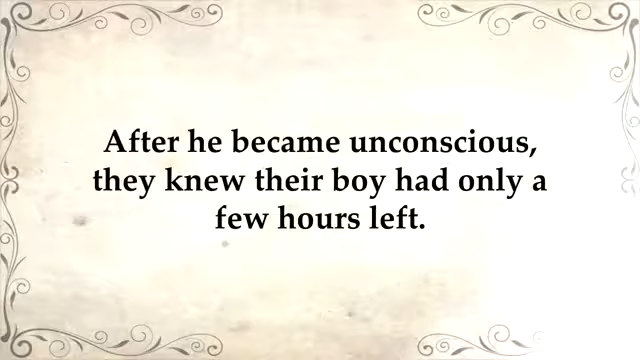 After he became unconscious,
they knew their boy had only a
few hours left.